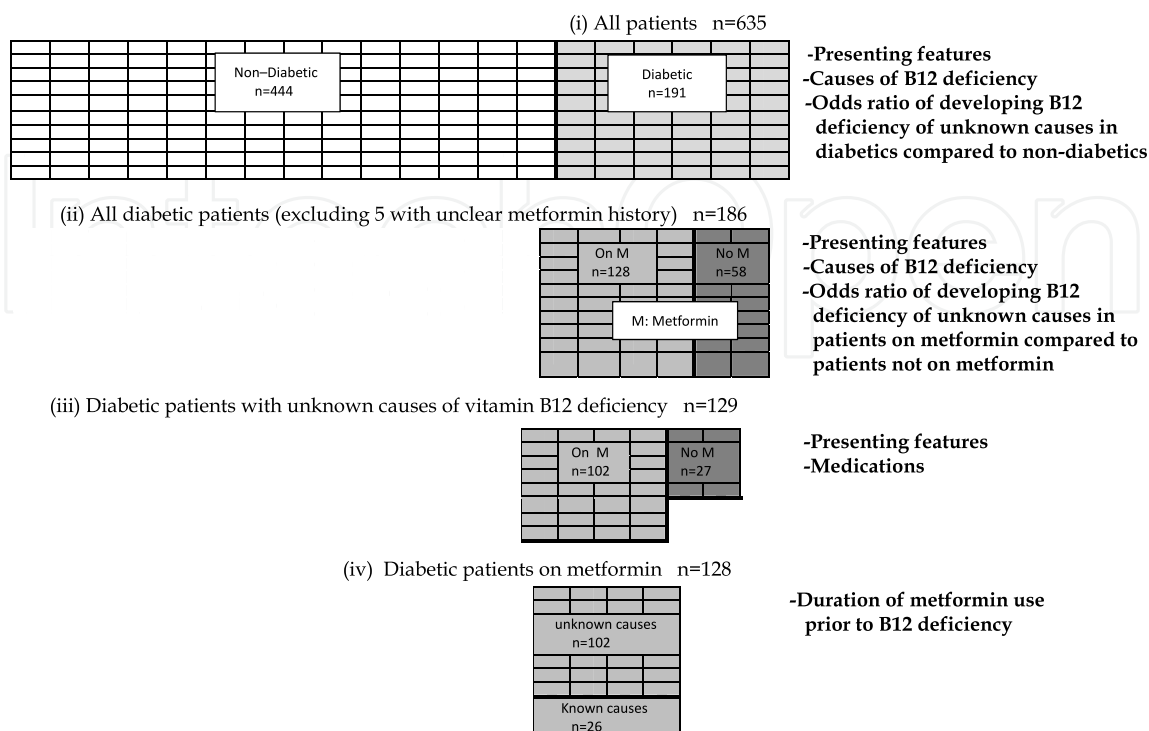 (i) All patients   n=635
Non–Diabetic
n=444
Diabetic
n=191
-Presenting features
-Causes of B12 deficiency
-Odds ratio of developing B12
deficiency of unknown causes in
diabetics compared to non-diabetics
(ii) All diabetic patients (excluding 5 with unclear metformin history)   n=186
On M
n=128
No M
n=58
M: Metformin
-Presenting features
-Causes of B12 deficiency
-Odds ratio of developing B12
deficiency of unknown causes in
patients on metformin compared to
patients not on metformin
(iii) Diabetic patients with unknown causes of vitamin B12 deficiency   n=129
On  M
n=102
No M
n=27
-Presenting features
-Medications
(iv)  Diabetic patients on metformin   n=128
unknown causes
n=102
Known causes
n=26
-Duration of metformin use
prior to B12 deficiency
IntechOpen